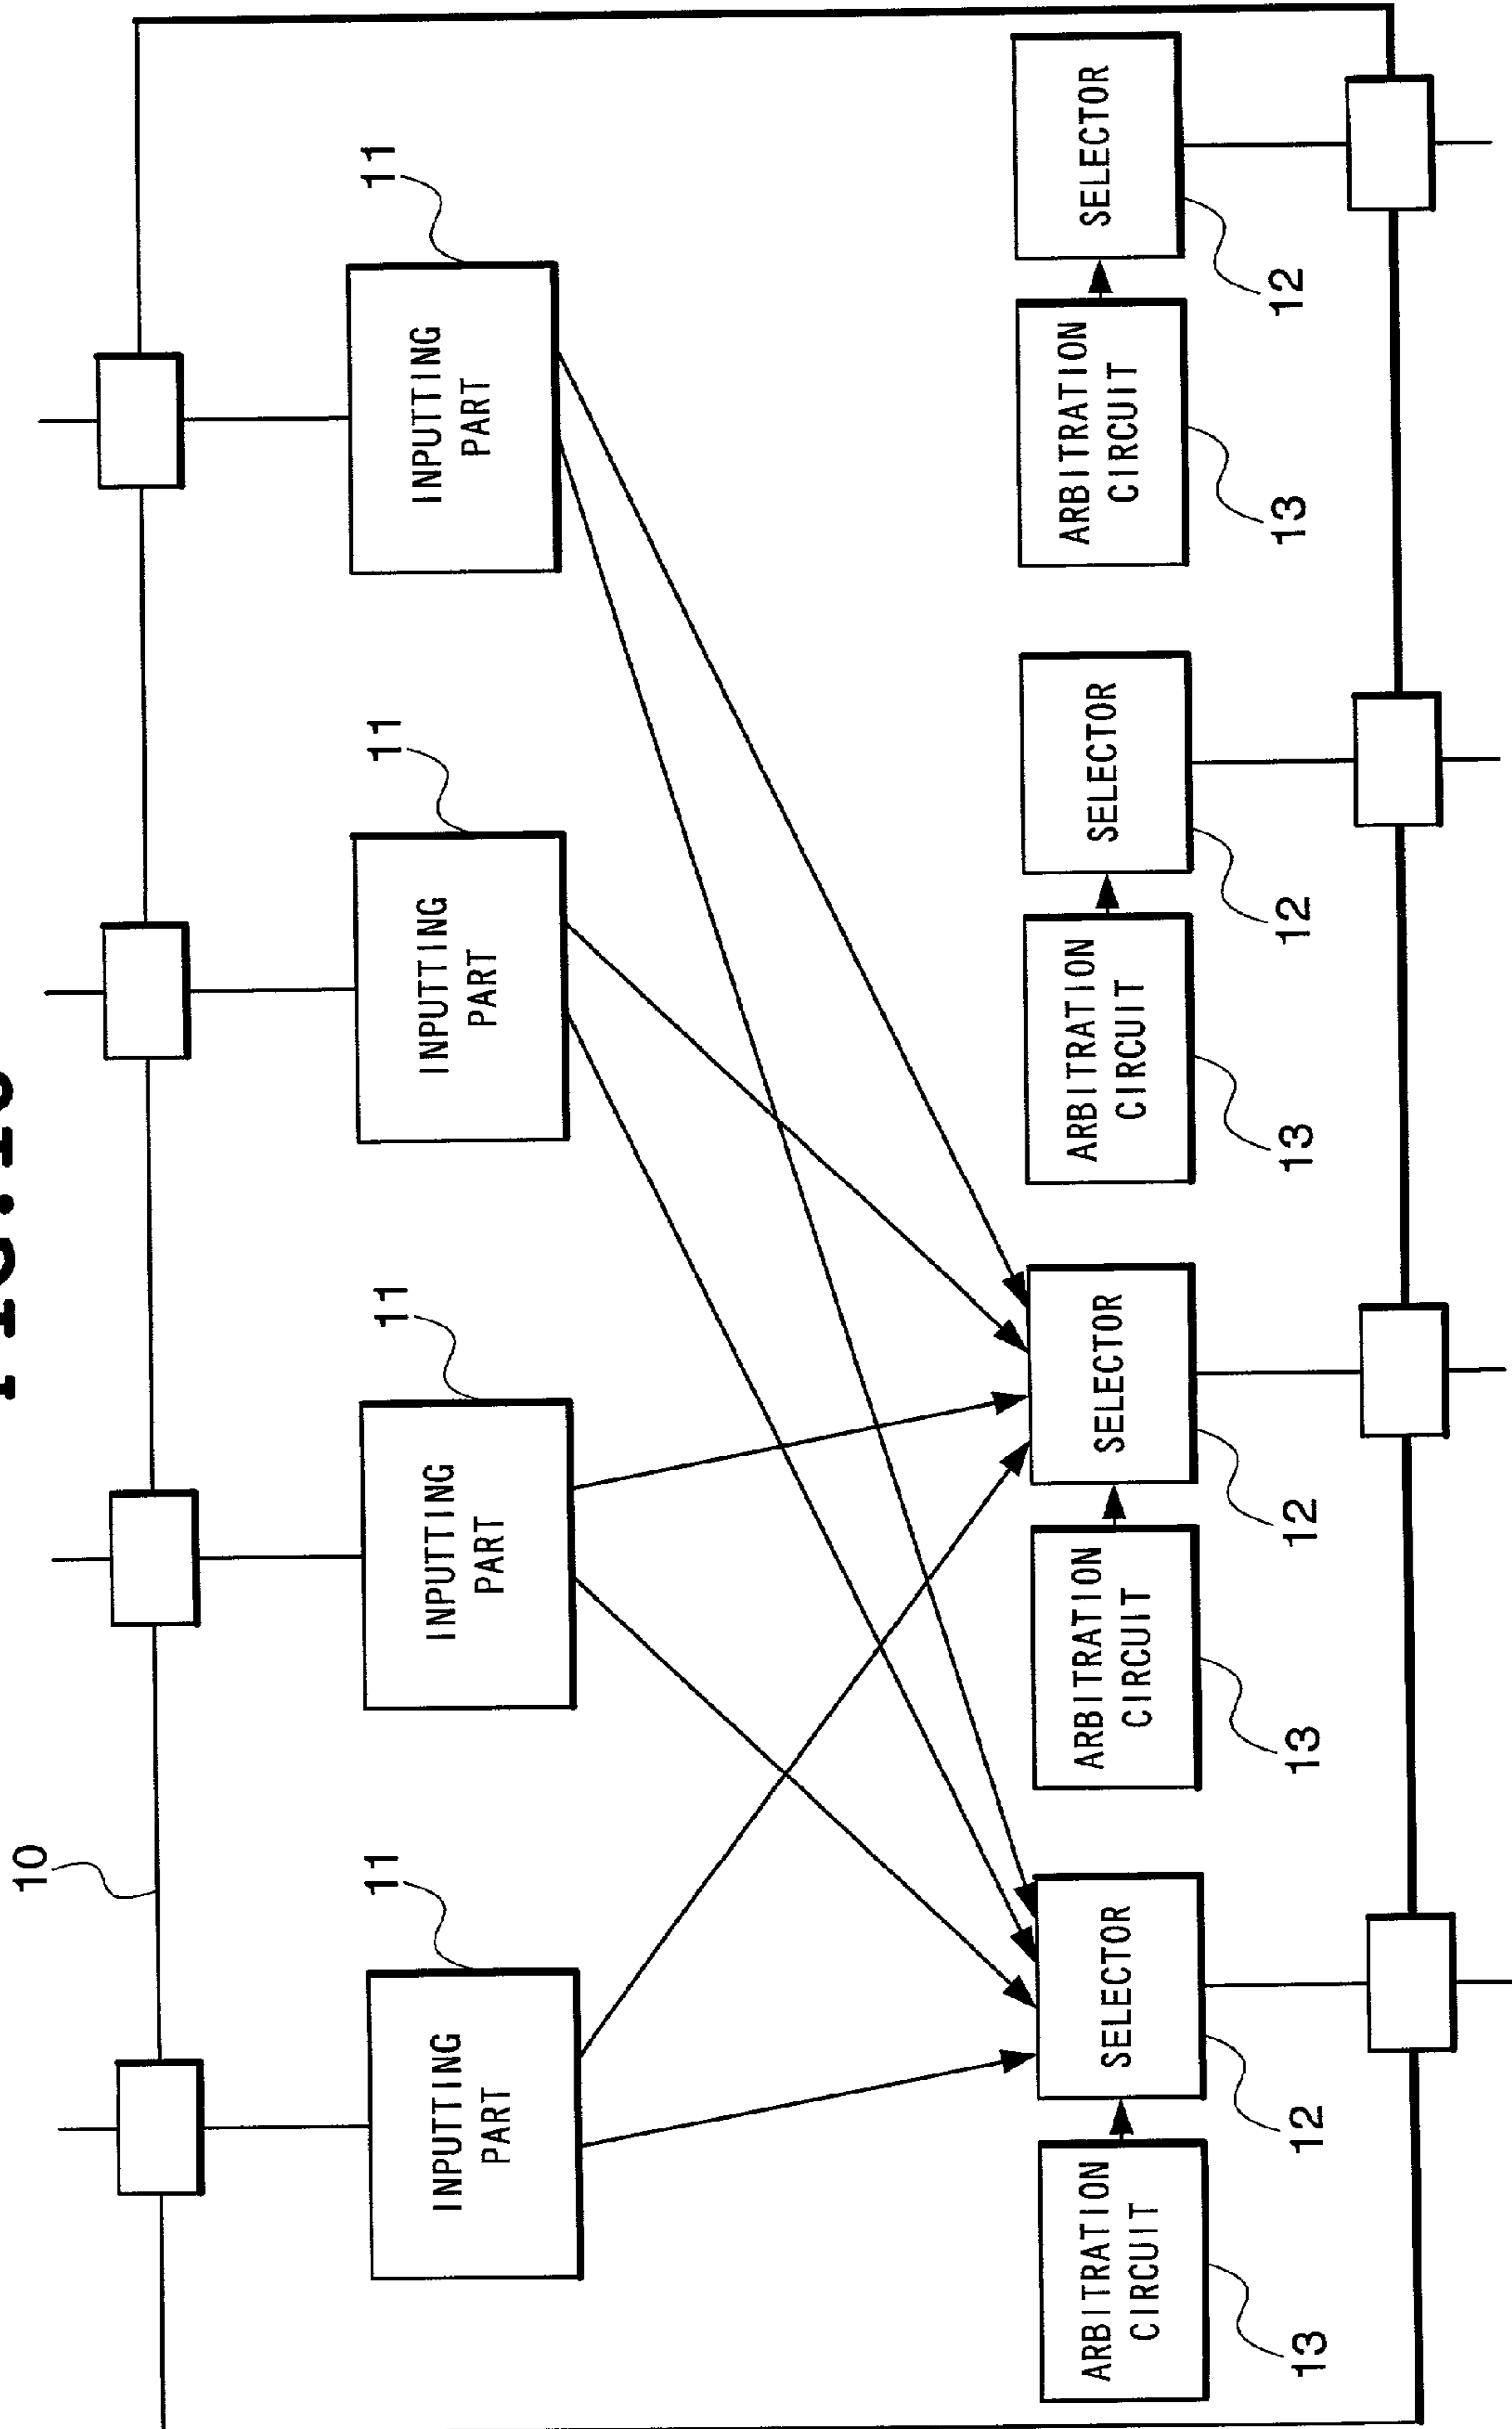 FIG.
10
11
11
11
11
INPUTTING
PART
INPUTTING
PART
INPUTTING
PART
INPUTTING
PART
ARBITRATION
CIRCUIT
SELECTOR
ARBITRATION
CIRCUIT
SELECTOR
ARBITRATION
CIRCUIT
SELECTOR
ARBITRATION
CIRCUIT
SELECTOR
13
12
13
12
13
12
13
12